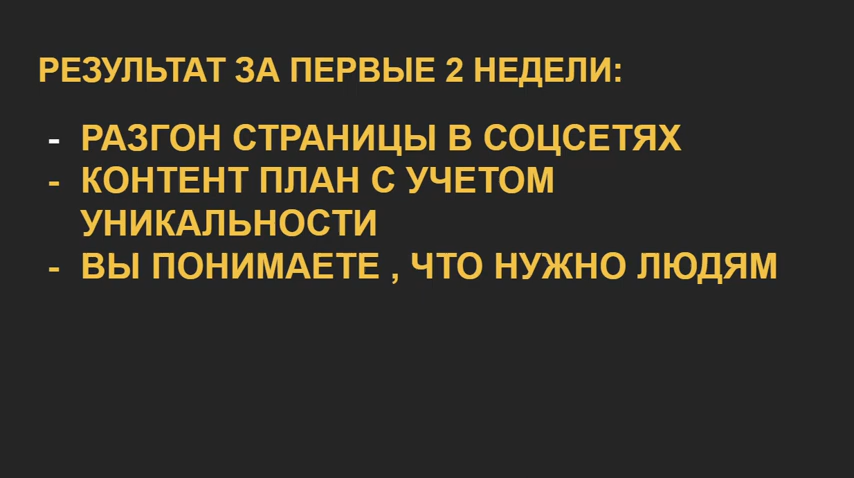 РЕЗУЛЬТАТ ЗА ПЕРВЫЕ 2 НЕДЕЛИ:
- РАЗГОН СТРАНИЦЫ В СОЦСЕТЯХ
- КОНТЕНТ ПЛАН С УЧЕТОМ
УНИКАЛЬНОСТИ
- ВЫ ПОНИМАЕТЕ , ЧТО НУЖНО ЛЮДЯМ